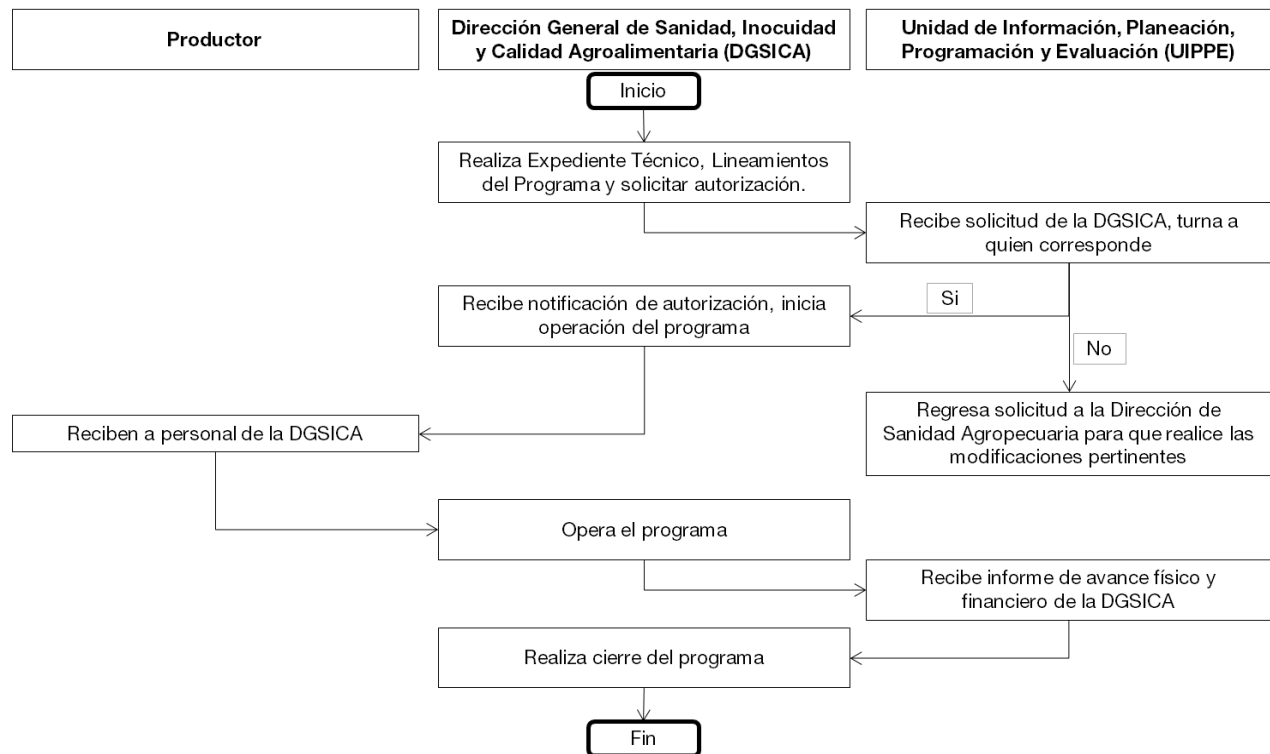 Productor
Dirección General de Sanidad, Inocuidad
y Calidad Agroalimentaria (DGSICA)
Unidad de Información, Planeación,
Programación y Evaluación (UIPPE)
Inicio
Realiza Expediente Técnico, Lineamientos
del Programa y solicitar autorización.
Recibe solicitud de la DGSICA, turna a
quien corresponde
Si
Recibe notificación de autorización, inicia
operación del programa
No
Regresa solicitud a la Dirección de
Sanidad Agropecuaria para que realice las
modificaciones pertinentes
Reciben a personal de la DGSICA
Opera el programa
Recibe informe de avance físico y
financiero de la DGSICA
Realiza cierre del programa
Fin